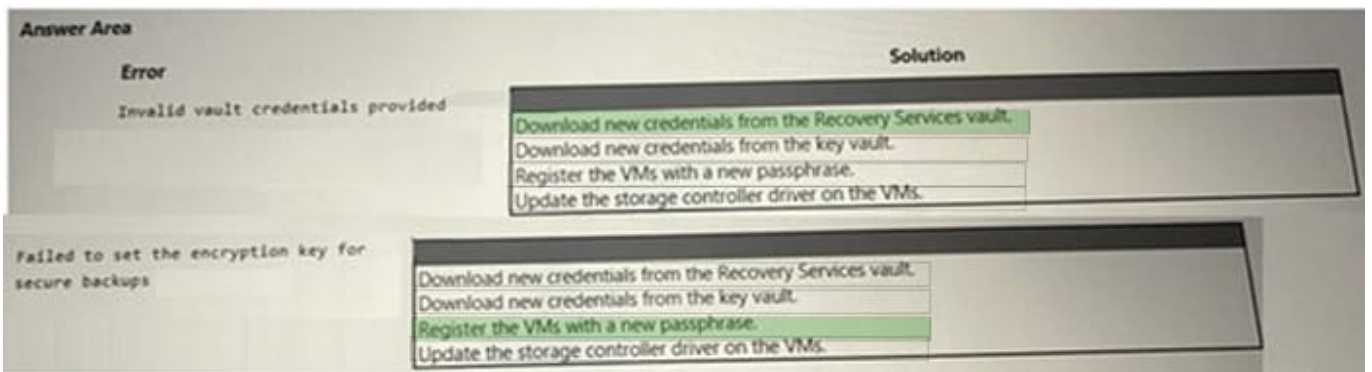 Answer Area
Error
Solution
Invalid vault credentials provided
Download new credentials from the Recovery Services vault.
Download new credentials from the key vault.
Register the VMs with a new passphrase.
Update the storage controller driver on the VMs.
Failed to set the encryption key for
secure backups
Download new credentials from the Recovery Services vault.
Download new credentials from the key vault.
Register the VMs with a new passphrase.
Update the storage controller driver on the VMs.